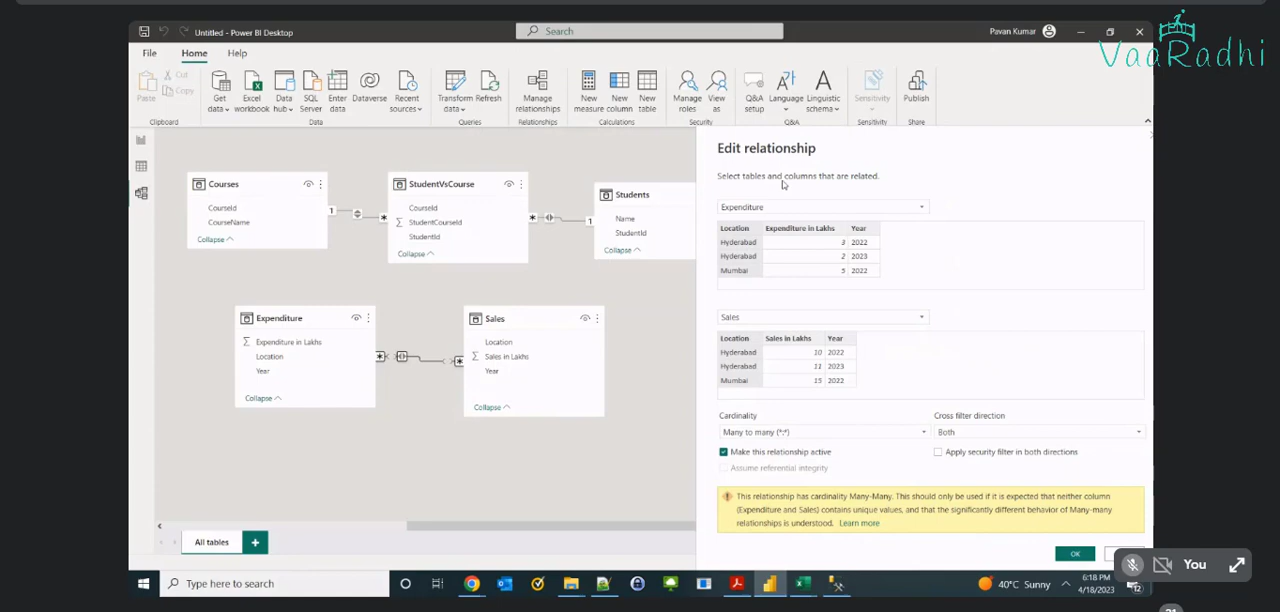 Untitled - Power BI Desktop
Search
Pavan Kumar
VaaRadhi
File
Home
Help
Paste
Cut
Copy
Get data
Excel workbook
Data hub
SQL Server
Enter data
Dataverse
Recent sources
Transform data
Refresh
Manage relationships
New measure
New column
New table
Manage roles
View as
Q&A setup
Language
Linguistic schema
Sensitivity
Publish
Clipboard
Data
Queries
Relationships
Calculations
Security
Q&A
Sensitivity
Share
Courses
CourseId
CourseName
Collapse
1
*
StudentVsCourse
CourseId
Σ StudentCourseId
StudentId
Collapse
*
1
Students
Name
StudentId
Collapse
Expenditure
Σ Expenditure in Lakhs
Location
Year
Collapse
*
*
Sales
Location
Σ Sales in Lakhs
Year
Collapse
Edit relationship
Select tables and columns that are related.
Expenditure
Location Expenditure in Lakhs Year
Hyderabad 3 2022
Hyderabad 2 2023
Mumbai 5 2022
Sales
Location Sales in Lakhs Year
Hyderabad 10 2022
Hyderabad 11 2023
Mumbai 15 2022
Cardinality
Many to many (*:*)
Cross filter direction
Both
Make this relationship active
Apply security filter in both directions
Assume referential integrity
This relationship has cardinality Many-Many. This should only be used if it is expected that neither column
(Expenditure and Sales) contains unique values, and that the significantly different behavior of Many-many
relationships is understood. Learn more
OK
All tables
+
You
Type here to search
40°C Sunny
6:18 PM
4/18/2023
12
21